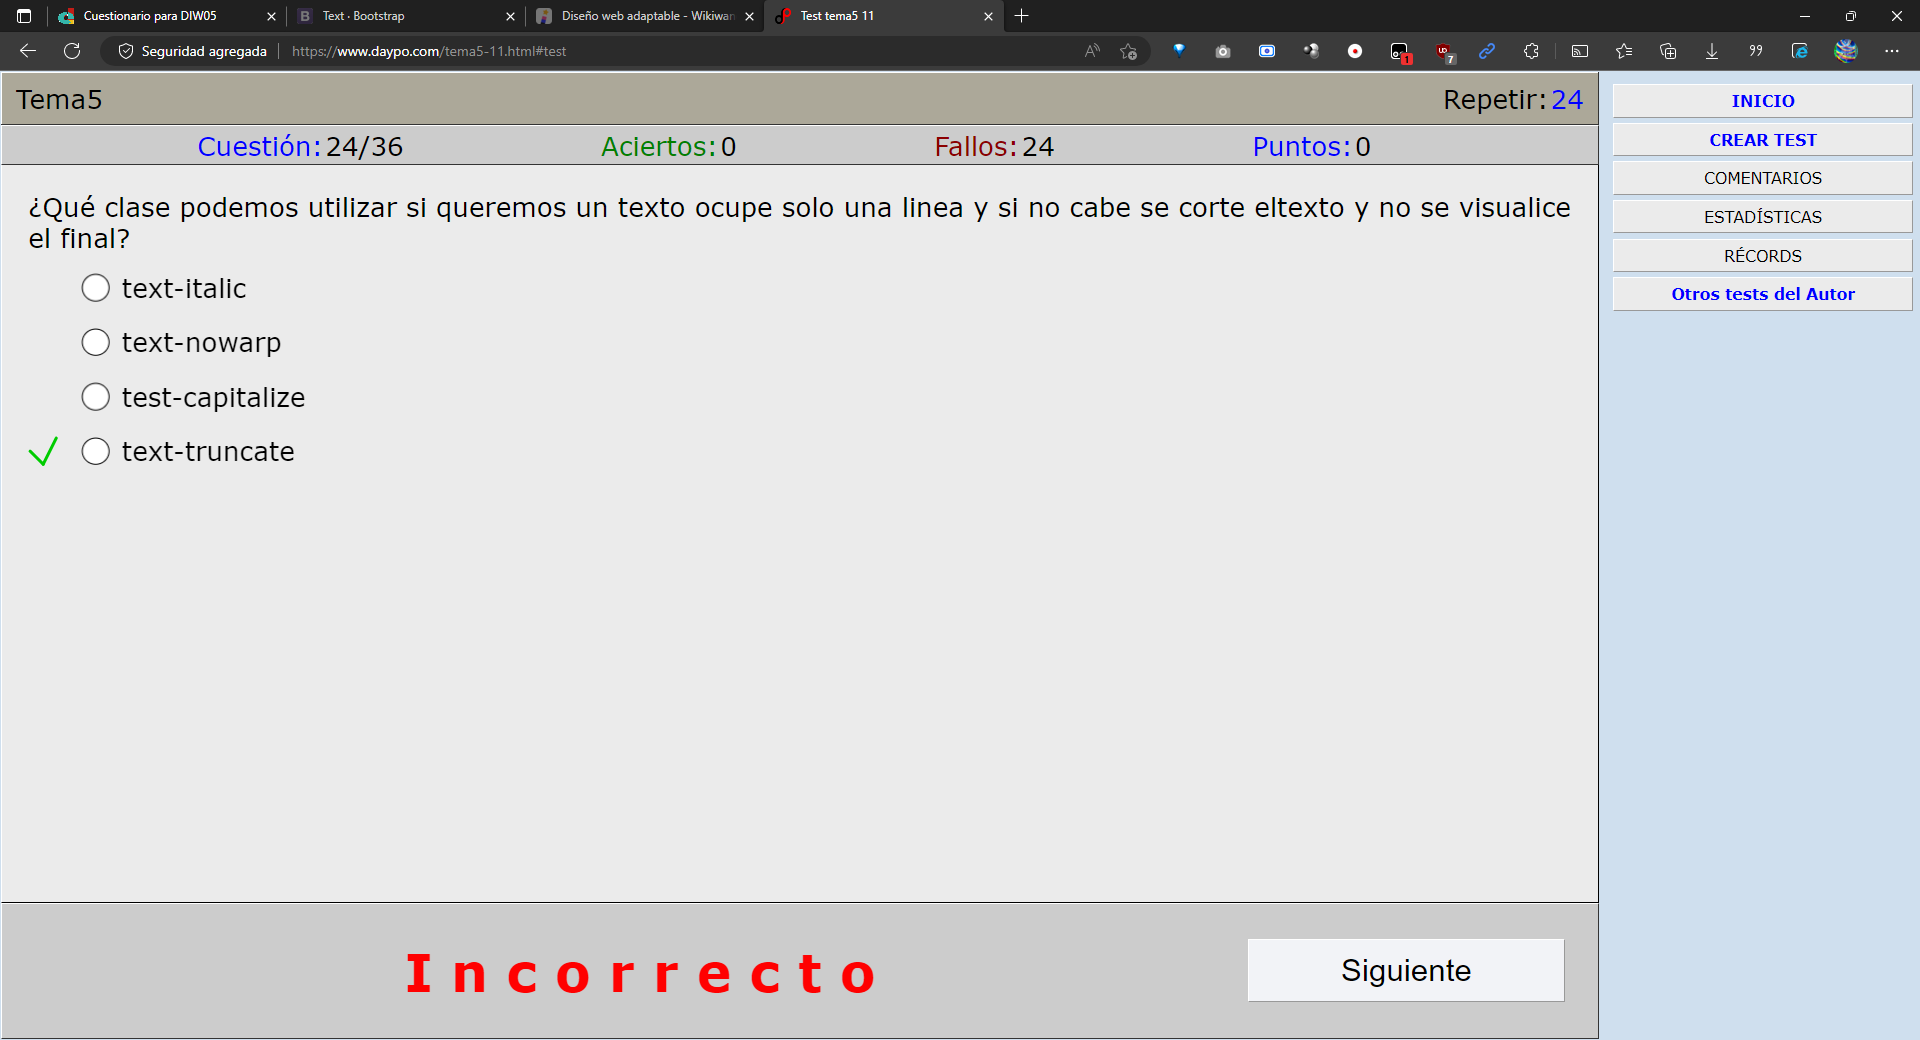 Cuestionario para DIW05
Text · Bootstrap
Diseño web adaptable - Wikiwan
Test tema5 11
Seguridad agregada
https://www.daypo.com/tema5-11.html#test
1
7
Tema5
Repetir:24
Cuestión:24/36
Aciertos:0
Fallos:24
Puntos:0
¿Qué clase podemos utilizar si queremos un texto ocupe solo una linea y si no cabe se corte eltexto y no se visualice
el final?
text-italic
text-nowarp
test-capitalize
text-truncate
Incorrecto
Siguiente
INICIO
CREAR TEST
COMENTARIOS
ESTADÍSTICAS
RÉCORDS
Otros tests del Autor